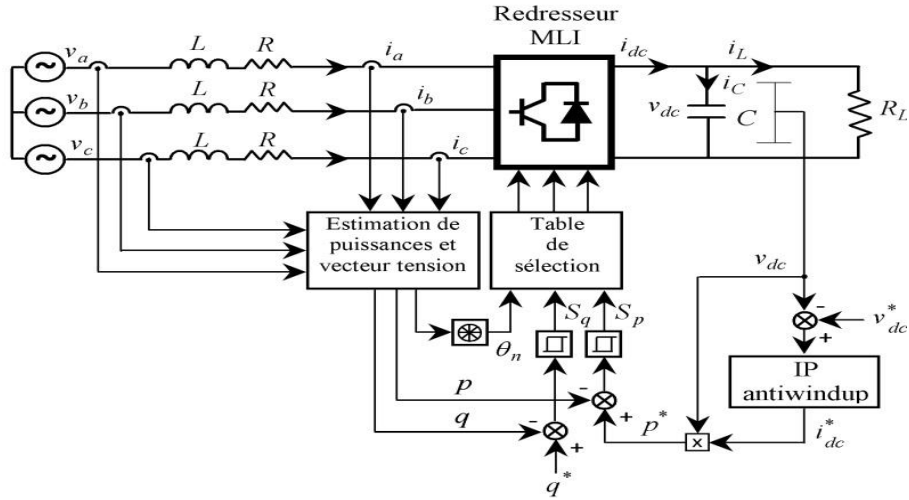 Redresseur
MLI
v_a
L
R
i_a
i_dc
i_L
v_b
L
R
i_b
i_C
v_dc
C
R_L
v_c
L
R
i_c
Estimation de
puissances et
vecteur tension
Table
de
sélection
v_dc
S_q
S_p
θ_n
- v*_dc
+
IP
antiwindup
p
-
+
q
-
+
p*
x
i*_dc
q*